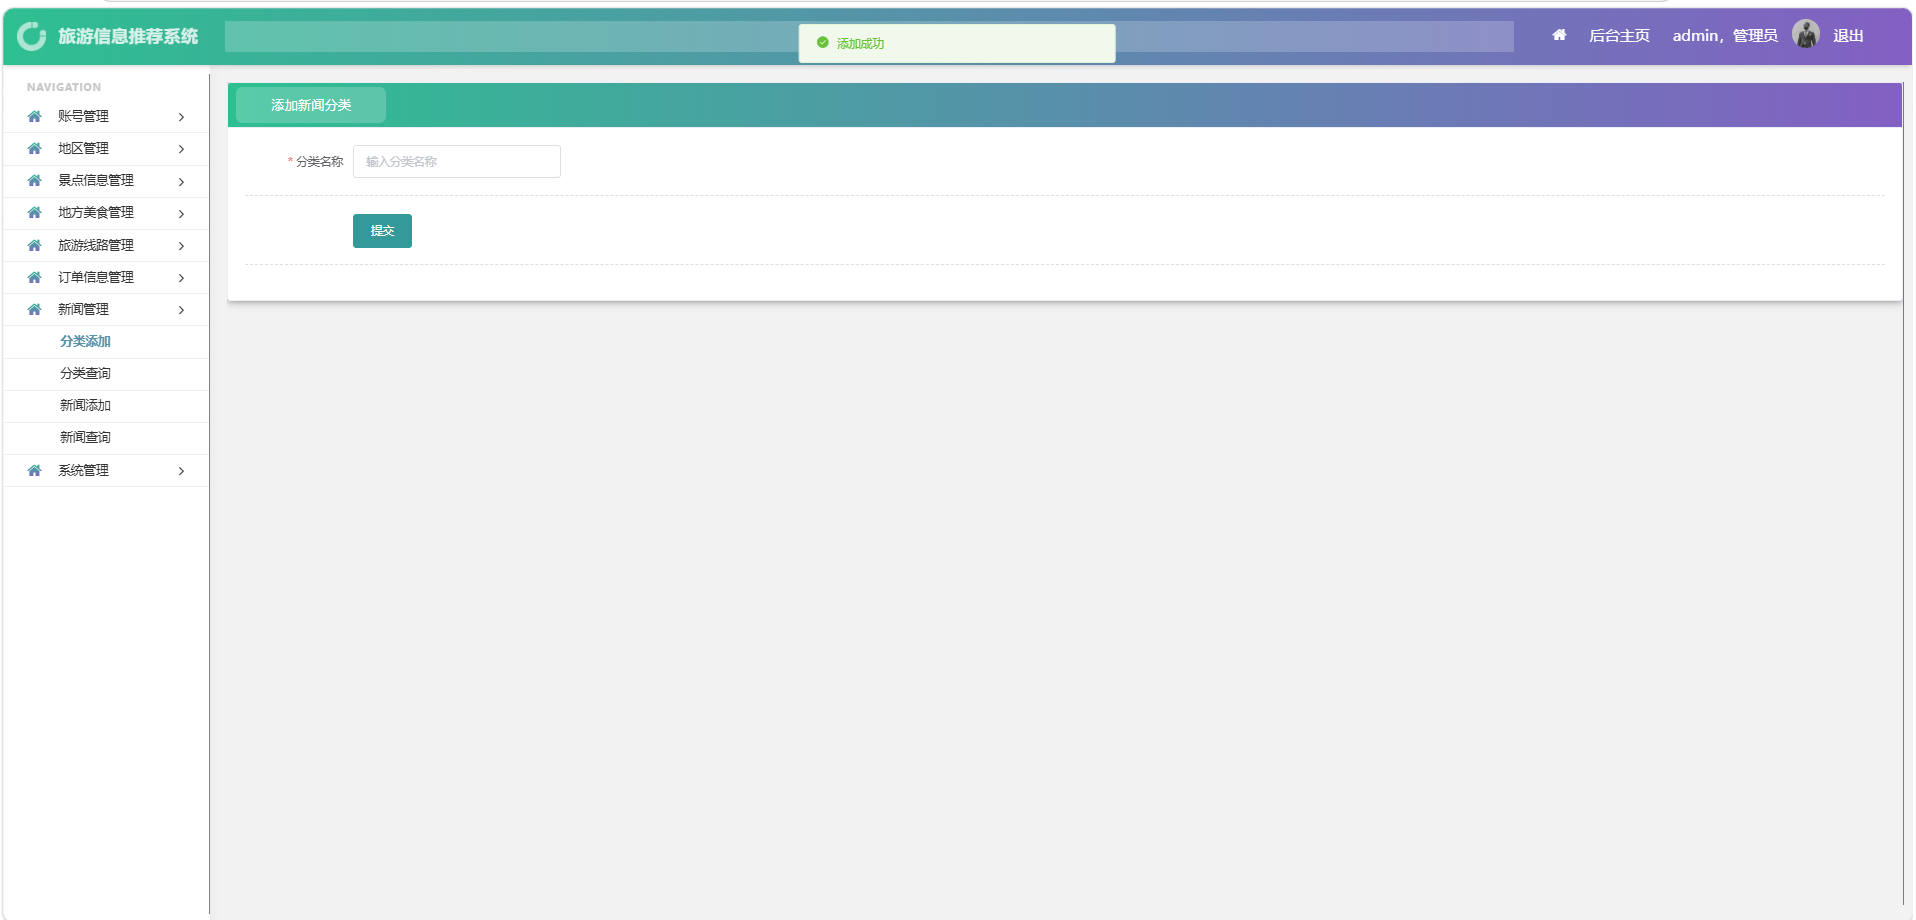 旅游信息推荐系统
添加成功
后台主页
admin，管理员
退出
NAVIGATION
账号管理
地区管理
景点信息管理
地方美食管理
旅游线路管理
订单信息管理
新闻管理
分类添加
分类查询
新闻添加
新闻查询
系统管理
添加新闻分类
* 分类名称
输入分类名称
提交